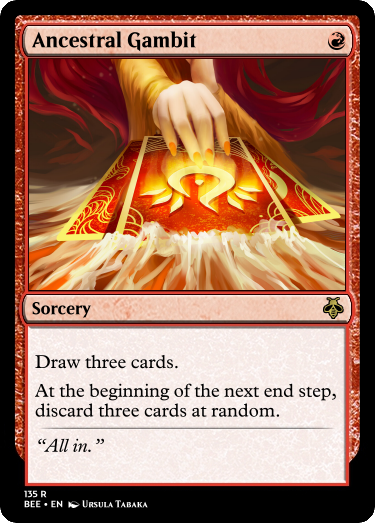 Ancestral Gambit
Sorcery
Draw three cards.
At the beginning of the next end step,
discard three cards at random.
“All in.”
135 R
BEE • EN Ursula Tabaka